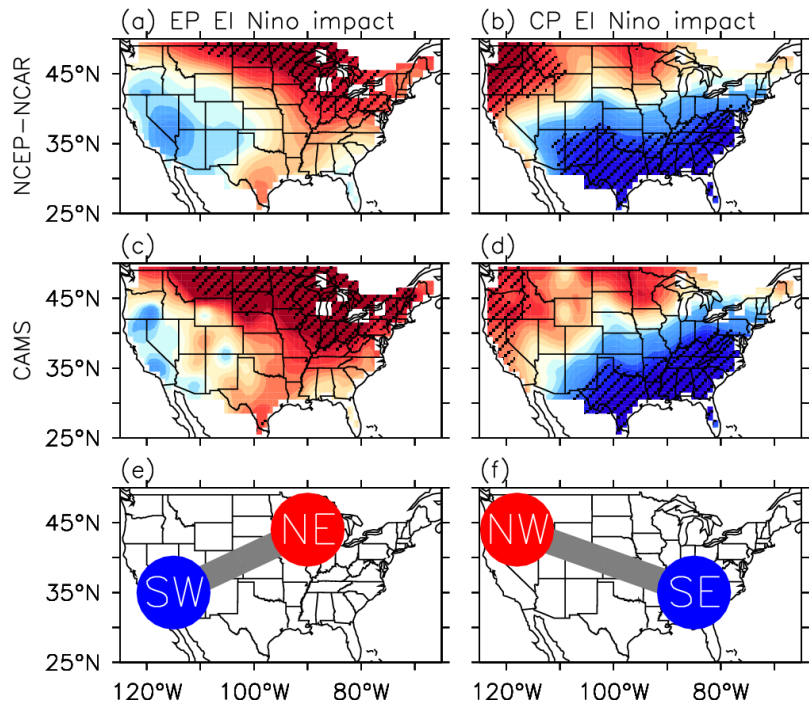 (a) EP El Nino impact
(b) CP El Nino impact
NCEP-NCAR
45°N
35°N
25°N
(c)
(d)
CAMS
45°N
35°N
25°N
(e)
(f)
NE
SW
NW
SE
45°N
35°N
25°N
120°W
100°W
80°W
120°W
100°W
80°W